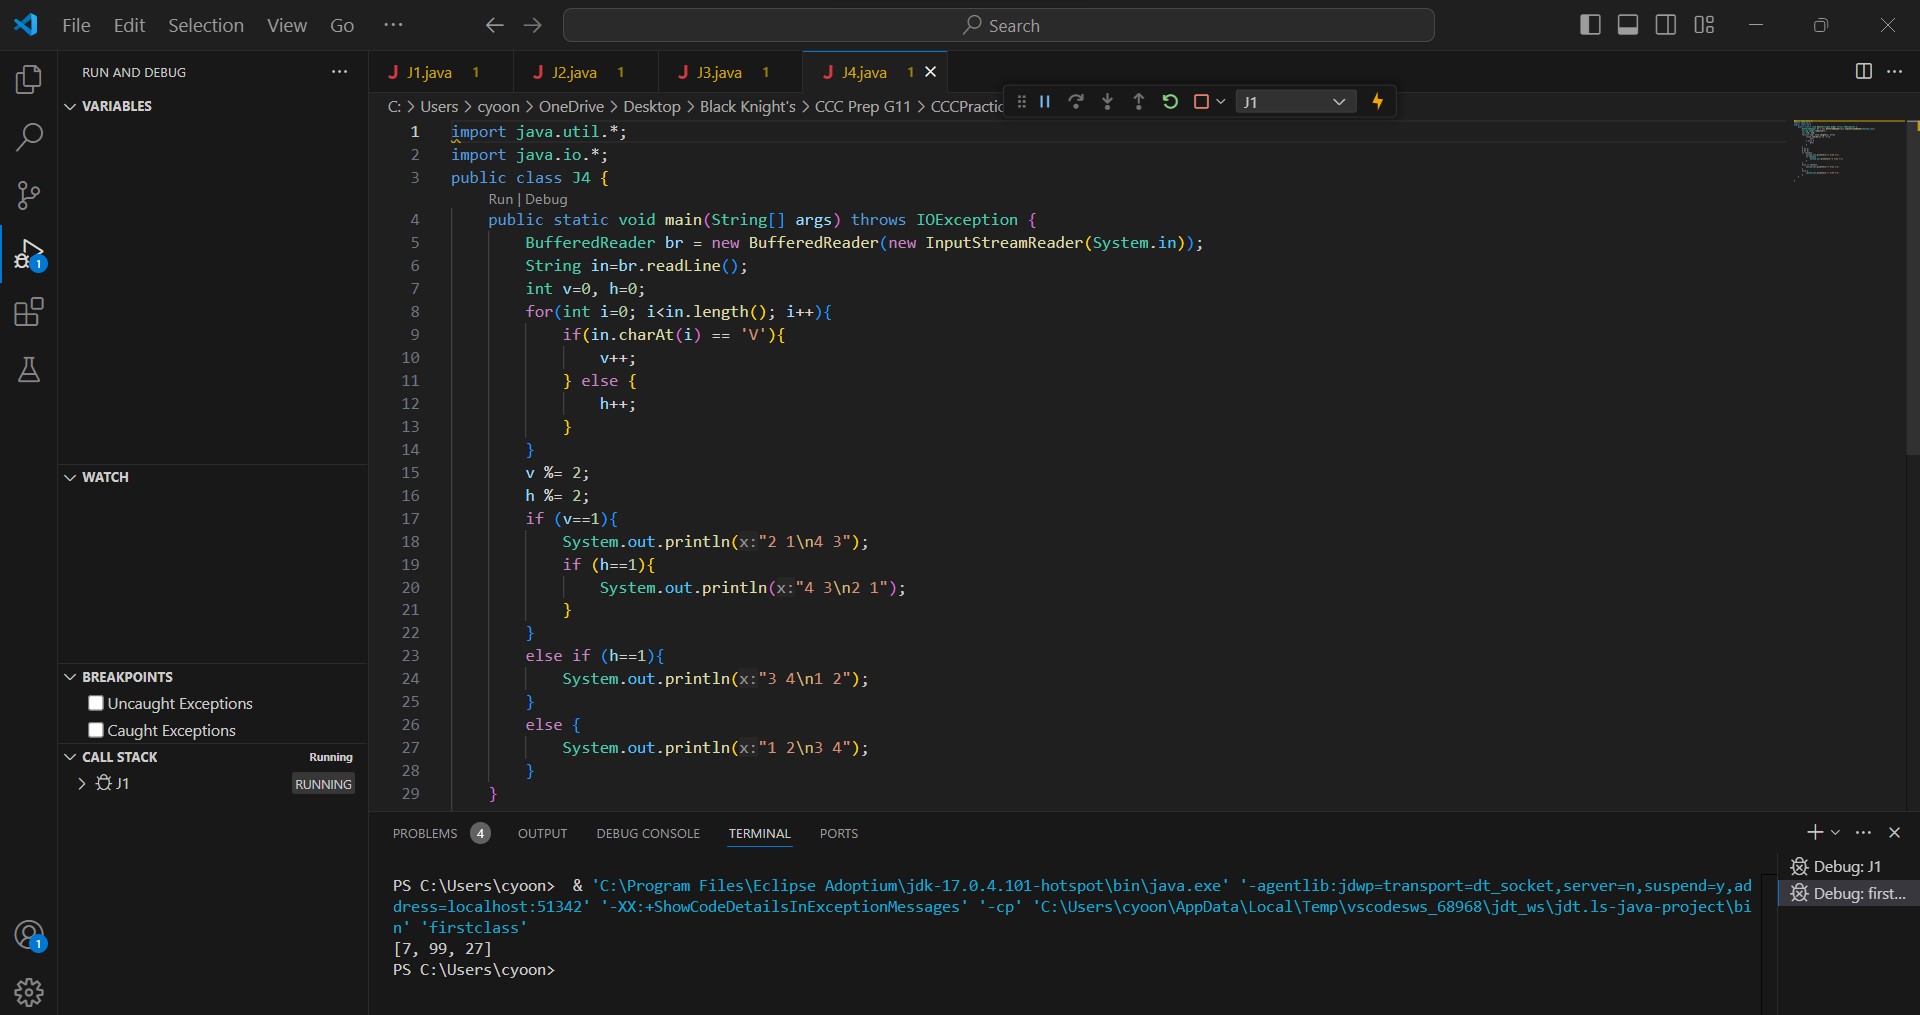 File Edit Selection View Go ··· Search
RUN AND DEBUG ···
VARIABLES
WATCH
BREAKPOINTS
Uncaught Exceptions
Caught Exceptions
CALL STACK Running
J1 RUNNING
1
1
J J1.java 1 J J2.java 1 J J3.java 1 J J4.java 1
C: > Users > cyoon > OneDrive > Desktop > Black Knight's > CCC Prep G11 > CCCPractic
J1
1 import java.util.*;
2 import java.io.*;
3 public class J4 {
Run | Debug
4 public static void main(String[] args) throws IOException {
5 BufferedReader br = new BufferedReader(new InputStreamReader(System.in));
6 String in=br.readLine();
7 int v=0, h=0;
8 for(int i=0; i<in.length(); i++){
9 if(in.charAt(i) == 'V'){
10 v++;
11 } else {
12 h++;
13 }
14 }
15 v %= 2;
16 h %= 2;
17 if (v==1){
18 System.out.println(x:"2 1\n4 3");
19 if (h==1){
20 System.out.println(x:"4 3\n2 1");
21 }
22 }
23 else if (h==1){
24 System.out.println(x:"3 4\n1 2");
25 }
26 else {
27 System.out.println(x:"1 2\n3 4");
28 }
29 }
PROBLEMS 4 OUTPUT DEBUG CONSOLE TERMINAL PORTS
PS C:\Users\cyoon>  & 'C:\Program Files\Eclipse Adoptium\jdk-17.0.4.101-hotspot\bin\java.exe' '-agentlib:jdwp=transport=dt_socket,server=n,suspend=y,ad
dress=localhost:51342' '-XX:+ShowCodeDetailsInExceptionMessages' '-cp' 'C:\Users\cyoon\AppData\Local\Temp\vscodesws_68968\jdt_ws\jdt.ls-java-project\bi
n' 'firstclass'
[7, 99, 27]
PS C:\Users\cyoon>
Debug: J1
Debug: first...